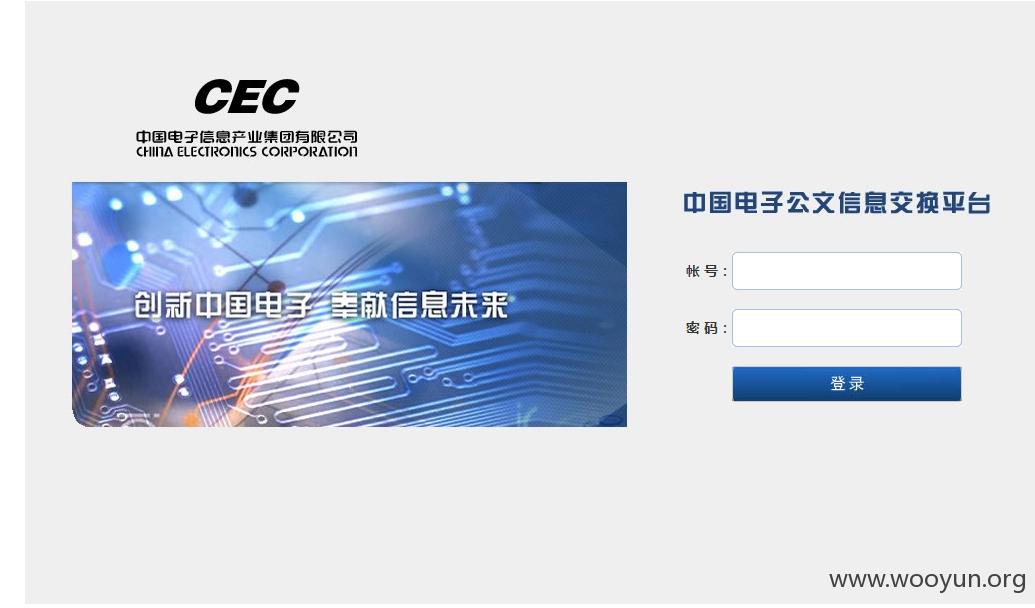 CEC
中国电子信息产业集团有限公司
CHINA ELECTRONICS CORPORATION
中国电子公文信息交换平台
创新中国电子 奉献信息未来
帐号:
密码:
登录
www.wooyun.org